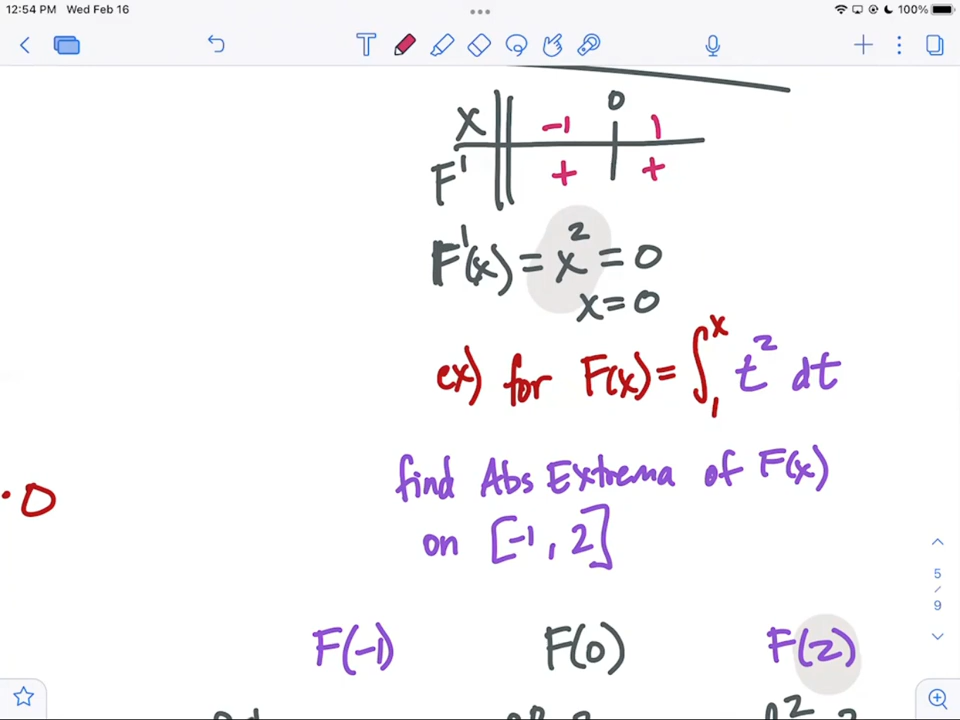 12:54 PM Wed Feb 16
100%
T
0
X -1 1
F' + +
F'(x) = x² = 0
x = 0
ex) for F(x) = ∫₁ˣ t² dt
find Abs Extrema of F(x)
·0
on [-1, 2]
5
/
9
F(-1) F(0) F(2)